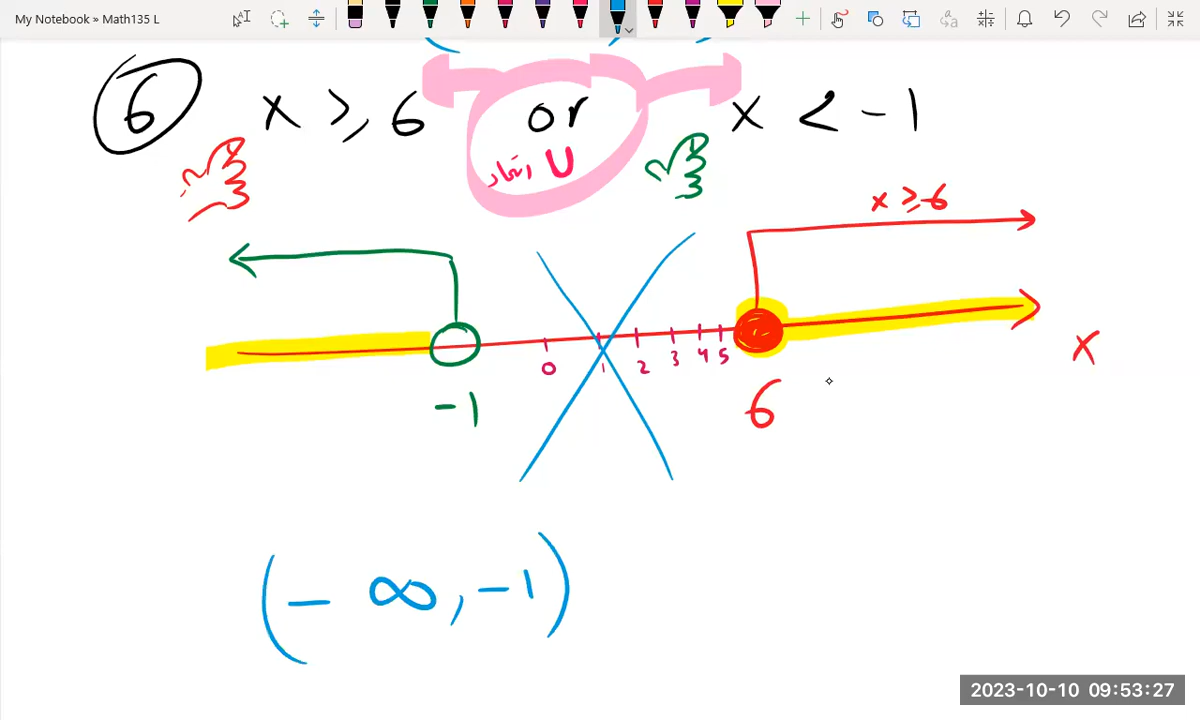 My Notebook » Math135 L
6 x ≥ 6 or x < -1
اتحاد U
x ≥ 6
0 1 2 3 4 5
x
-1 6
(- ∞, -1)
2023-10-10 09:53:27